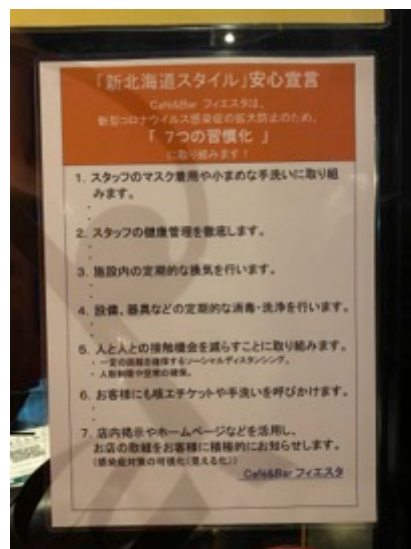 「新北海道スタイル」安心宣言
Café&Bar フィエスタは、
新型コロナウイルス感染症の拡大防止のため、
「 7つの習慣化 」
に取り組みます！
1. スタッフのマスク着用や小まめな手洗いに取り組
みます。
2. スタッフの健康管理を徹底します。
3. 施設内の定期的な換気を行います。
4. 設備、器具などの定期的な消毒・洗浄を行います。
5. 人と人との接触機会を減らすことに取り組みます。
・ 一定の距離を確保するソーシャルディスタンシング。
・ 人数制限や空席の確保。
6. お客様にも咳エチケットや手洗いを呼びかけます。
7. 店内掲示やホームページなどを活用し、
お店の取組をお客様に積極的にお知らせします。
（感染症対策の可視化（見える化））
Café&Bar フィエスタ